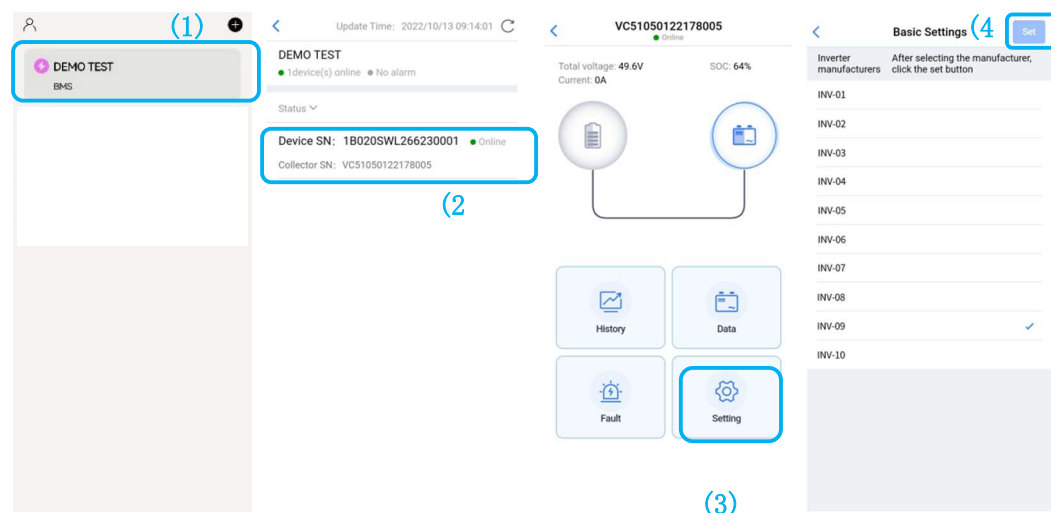 (1)
DEMO TEST
BMS
Update Time: 2022/10/13 09:14:01
DEMO TEST
1device(s) online No alarm
Status
Device SN: 1B020SWL266230001 Online
Collector SN: VC51050122178005
(2
VC51050122178005
Online
Total voltage: 49.6V SOC: 64%
Current: 0A
History Data
Fault Setting
(3)
Basic Settings (4 Set
Inverter manufacturers
After selecting the manufacturer, click the set button
INV-01
INV-02
INV-03
INV-04
INV-05
INV-06
INV-07
INV-08
INV-09
INV-10